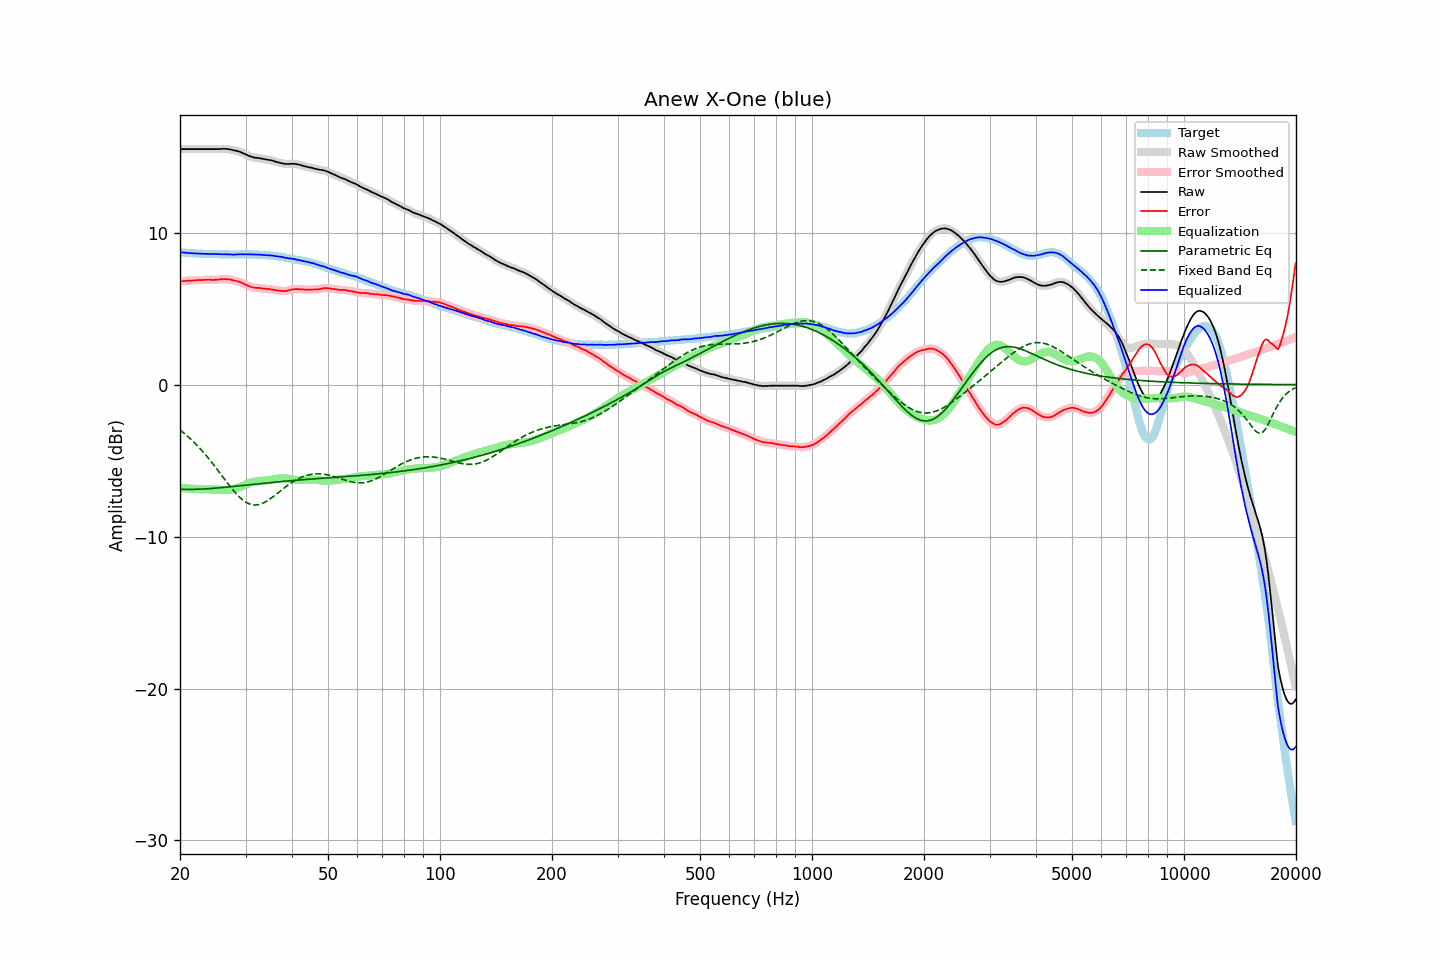 Anew X-One (blue)
Target
Raw Smoothed
Error Smoothed
Raw
Error
Equalization
Parametric Eq
Fixed Band Eq
Equalized
10
0
−10
−20
−30
Amplitude (dBr)
20 50 100 200 500 1000 2000 5000 10000 20000
Frequency (Hz)